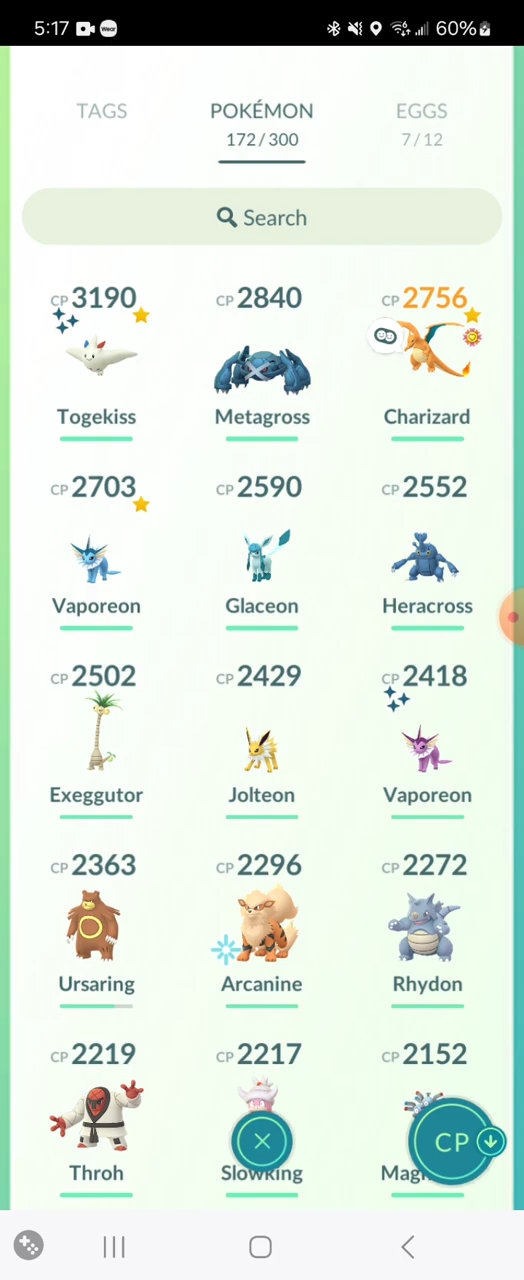 5:17 Wear 60%
TAGS POKÉMON EGGS
172 / 300 7 / 12
Search
CP 3190 CP 2840 CP 2756
Togekiss Metagross Charizard
CP 2703 CP 2590 CP 2552
Vaporeon Glaceon Heracross
CP 2502 CP 2429 CP 2418
Exeggutor Jolteon Vaporeon
CP 2363 CP 2296 CP 2272
Ursaring Arcanine Rhydon
CP 2219 CP 2217 CP 2152
CP
Throh Slowking